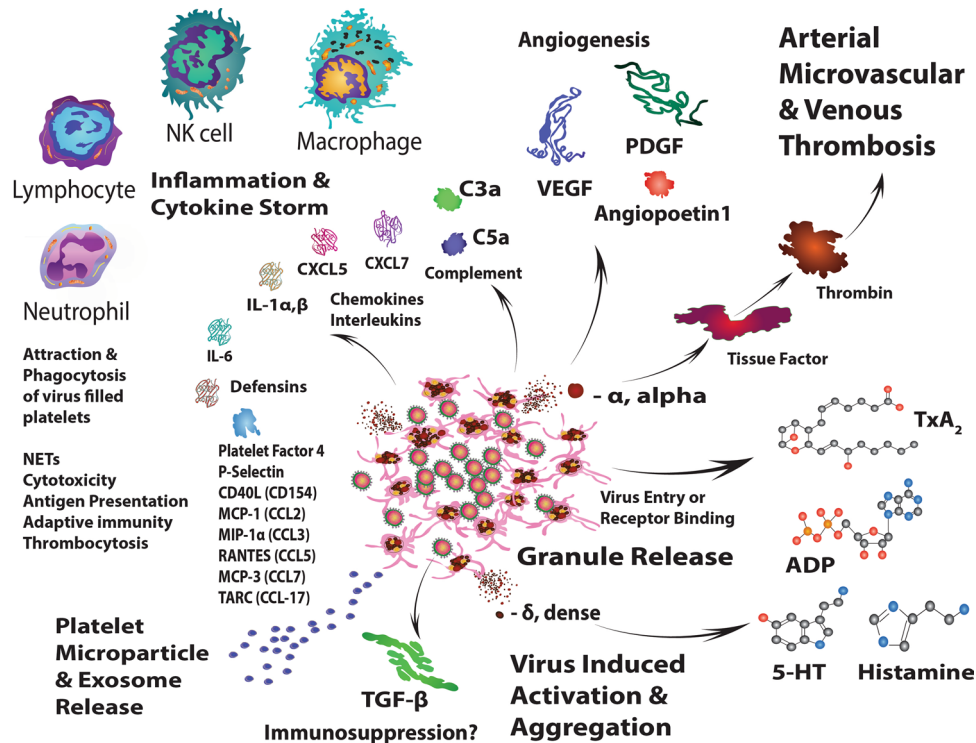 NK cell
Macrophage
Lymphocyte
Neutrophil
Inflammation &
Cytokine Storm
Attraction &
Phagocytosis
of virus filled
platelets
NETs
Cytotoxicity
Antigen Presentation
Adaptive immunity
Thrombocytosis
C3a
C5a
Complement
CXCL5
CXCL7
IL-1α,β
Chemokines
Interleukins
IL-6
Defensins
Platelet Factor 4
P-Selectin
CD40L (CD154)
MCP-1 (CCL2)
MIP-1α (CCL3)
RANTES (CCL5)
MCP-3 (CCL7)
TARC (CCL-17)
Angiogenesis
VEGF
PDGF
Angiopoetin1
Arterial
Microvascular
& Venous
Thrombosis
Thrombin
Tissue Factor
- α, alpha
TxA2
Virus Entry or
Receptor Binding
Granule Release
ADP
- δ, dense
5-HT
Histamine
Virus Induced
Activation &
Aggregation
Platelet
Microparticle
& Exosome
Release
TGF-β
Immunosuppression?